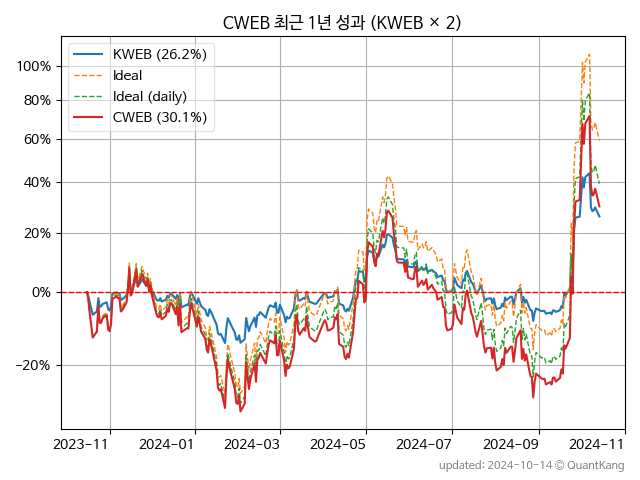 CWEB 최근 1년 성과 (KWEB × 2)
KWEB (26.2%)
Ideal
Ideal (daily)
CWEB (30.1%)
100%
80%
60%
40%
20%
0%
−20%
2023-11
2024-01
2024-03
2024-05
2024-07
2024-09
2024-11
updated: 2024-10-14 © QuantKang